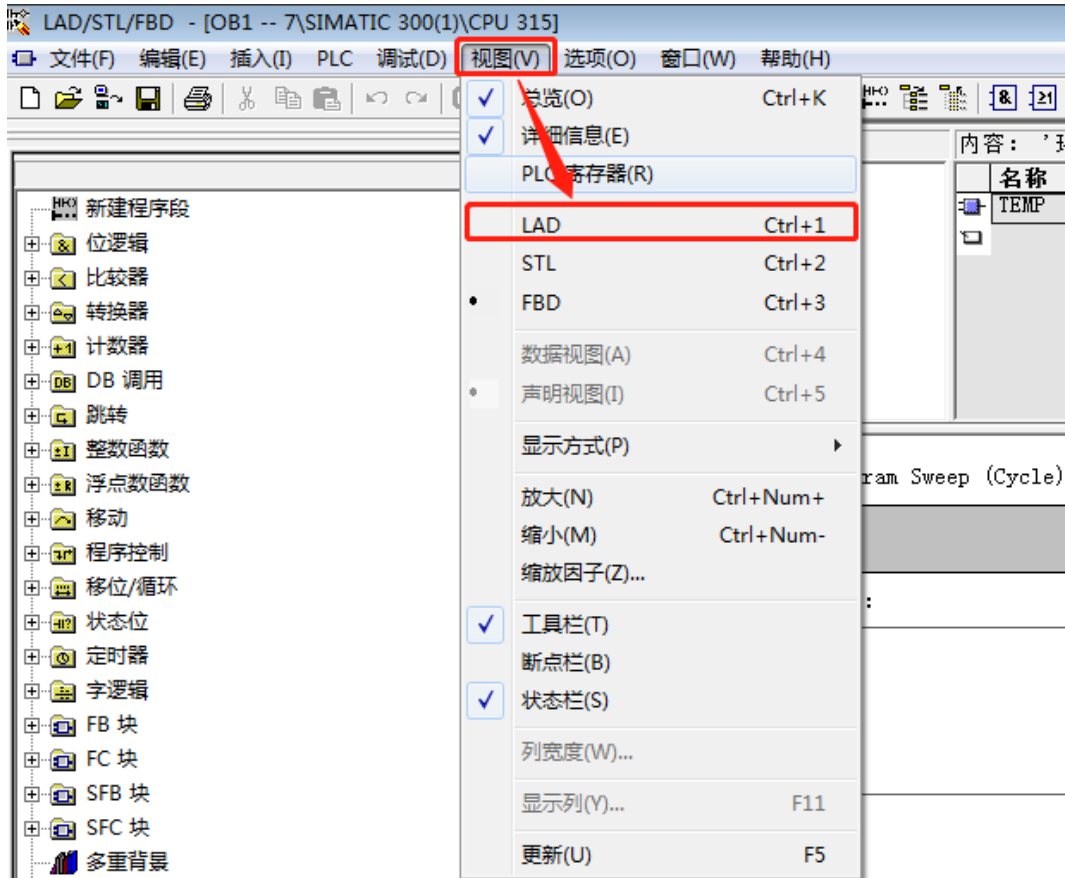 LAD/STL/FBD - [OB1 -- 7\SIMATIC 300(1)\CPU 315]
文件(F) 编辑(E) 插入(I) PLC 调试(D) 视图(V) 选项(O) 窗口(W) 帮助(H)
总览(O) Ctrl+K
详细信息(E)
PLC 寄存器(R)
LAD Ctrl+1
STL Ctrl+2
FBD Ctrl+3
数据视图(A) Ctrl+4
声明视图(I) Ctrl+5
显示方式(P)
放大(N) Ctrl+Num+
缩小(M) Ctrl+Num-
缩放因子(Z)...
工具栏(T)
断点栏(B)
状态栏(S)
列宽度(W)...
显示列(Y)... F11
更新(U) F5
新建程序段
位逻辑
比较器
转换器
计数器
DB 调用
跳转
整数函数
浮点数函数
移动
程序控制
移位/循环
状态位
定时器
字逻辑
FB 块
FC 块
SFB 块
SFC 块
多重背景
内容: '
名称
TEMP
ram Sweep (Cycle)
: